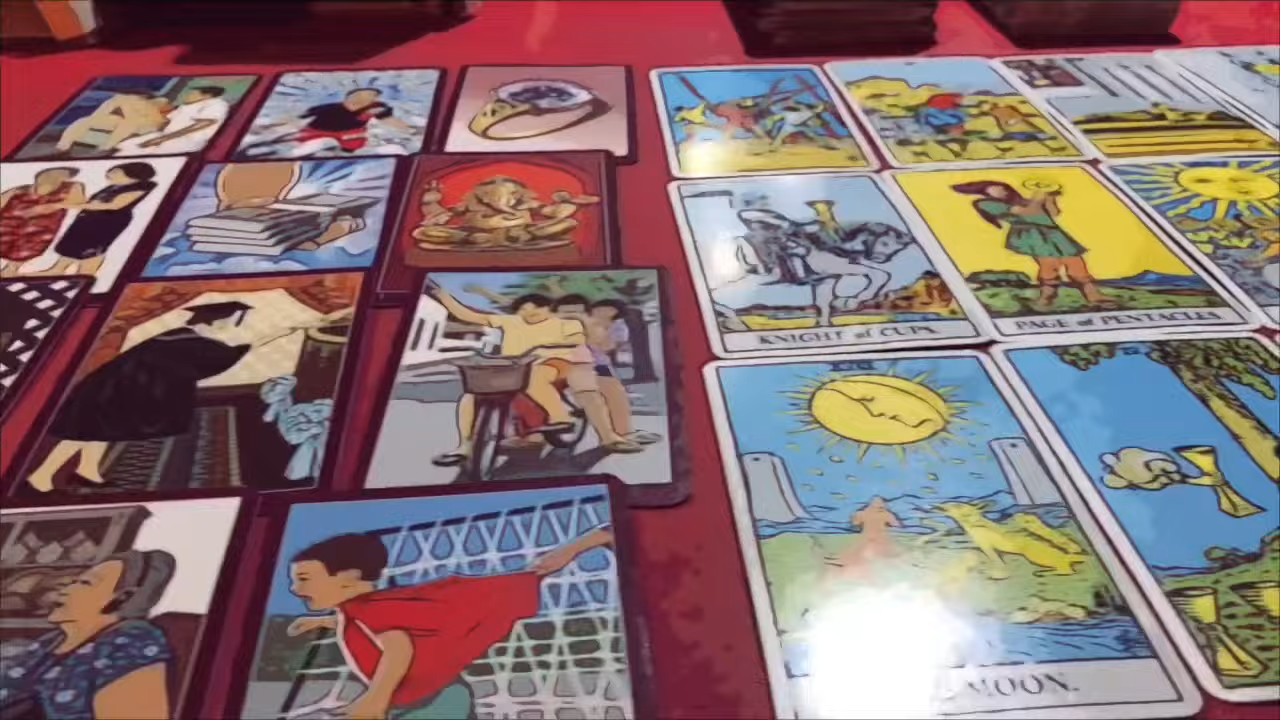 KNIGHT of CUPS.
PAGE of PENTACLES
MOON.